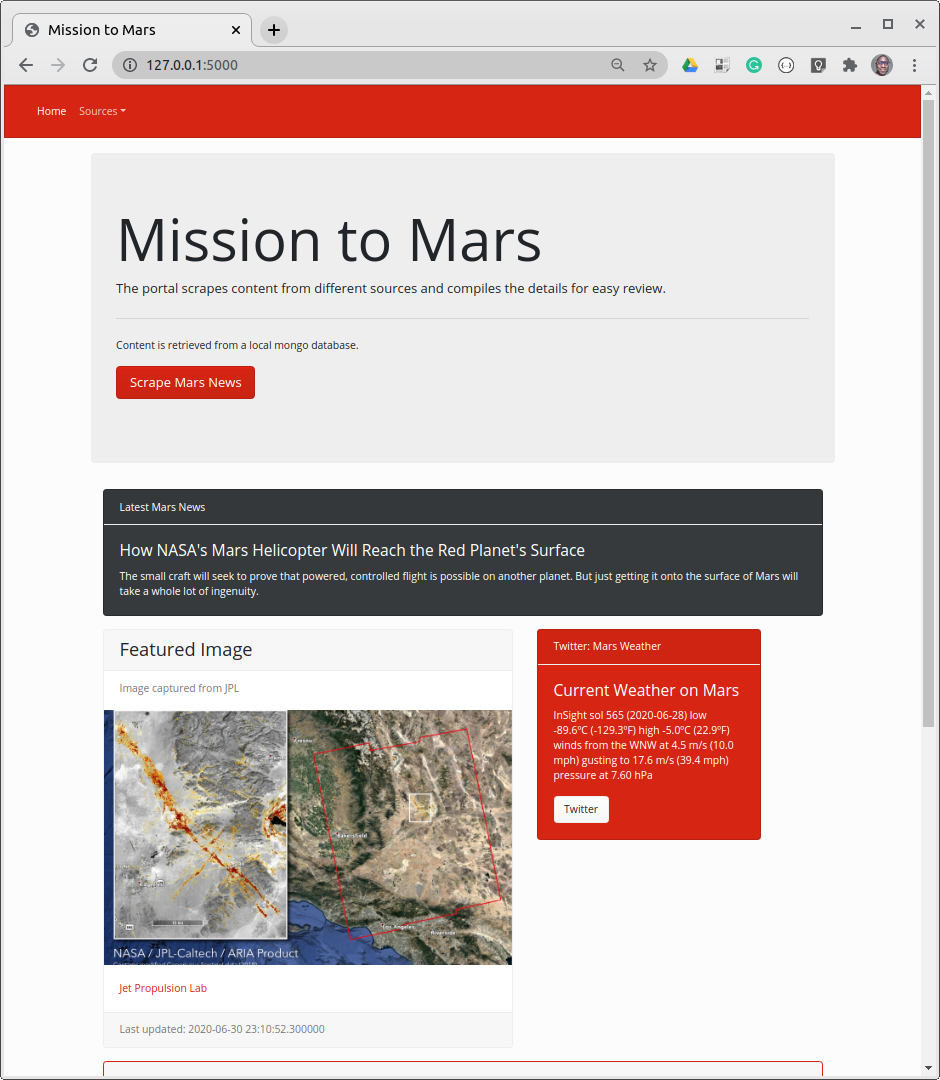 Mission to Mars
127.0.0.1:5000
Home Sources
Mission to Mars
The portal scrapes content from different sources and compiles the details for easy review.
Content is retrieved from a local mongo database.
Scrape Mars News
Latest Mars News
How NASA's Mars Helicopter Will Reach the Red Planet's Surface
The small craft will seek to prove that powered, controlled flight is possible on another planet. But just getting it onto the surface of Mars will
take a whole lot of ingenuity.
Featured Image
Image captured from JPL
Fresno
Bakersfield
Los Angeles
Riverside
NASA / JPL-Caltech / ARIA Product
Jet Propulsion Lab
Last updated: 2020-06-30 23:10:52.300000
Twitter: Mars Weather
Current Weather on Mars
InSight sol 565 (2020-06-28) low
-89.6ºC (-129.3ºF) high -5.0ºC (22.9ºF)
winds from the WNW at 4.5 m/s (10.0
mph) gusting to 17.6 m/s (39.4 mph)
pressure at 7.60 hPa
Twitter